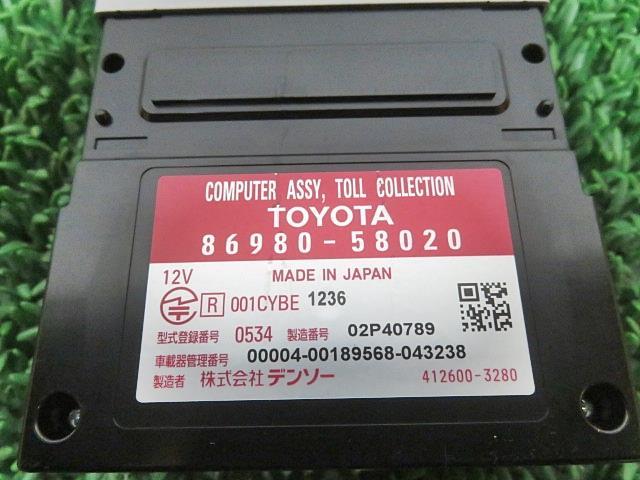 COMPUTER ASSY, TOLL COLLECTION
TOYOTA
86980-58020
12V MADE IN JAPAN
R 001CYBE 1236
型式登録番号 0534 製造番号 02P40789
車載器管理番号 00004-00189568-043238
製造者 株式会社 デンソー 412600-3280